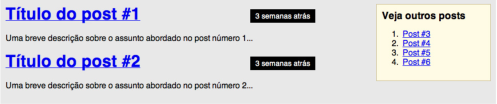 Título do post #1
3 semanas atrás
Uma breve descrição sobre o assunto abordado no post número 1...
Título do post #2
3 semanas atrás
Uma breve descrição sobre o assunto abordado no post número 2...
Veja outros posts
1. Post #3
2. Post #4
3. Post #5
4. Post #6